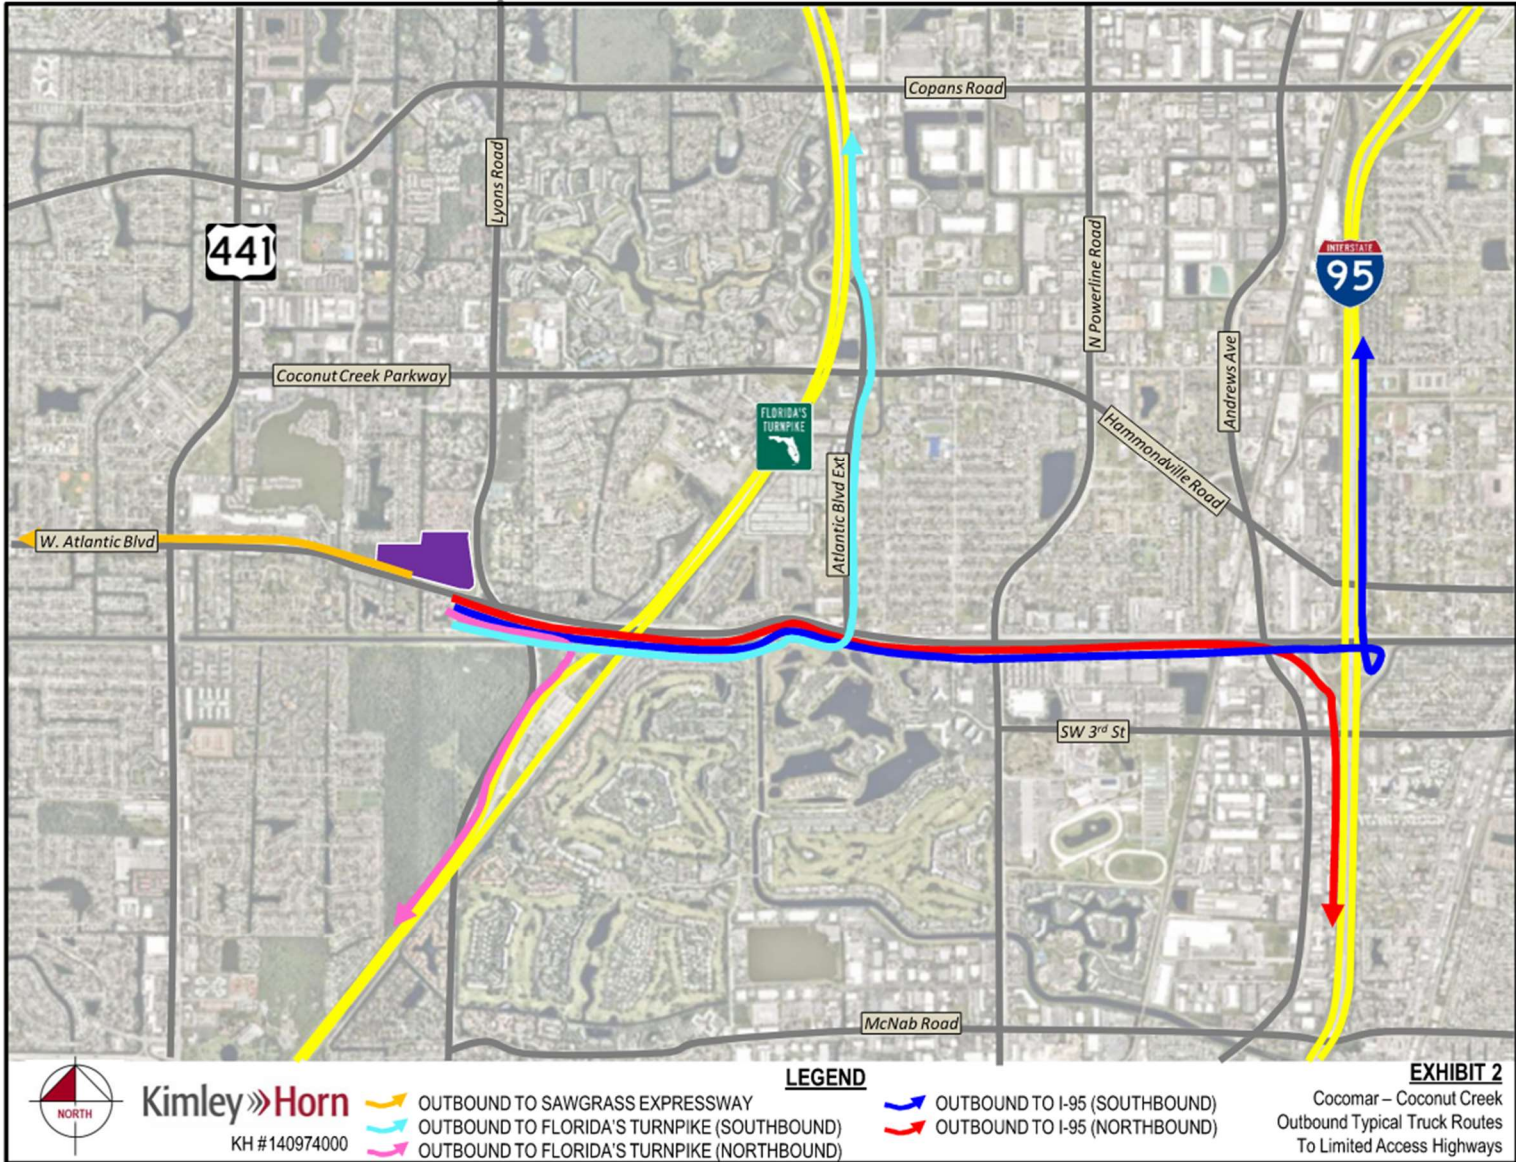 Copans Road
Lyons Road
441
N Powerline Road
INTERSTATE
95
Coconut Creek Parkway
Andrews Ave
FLORIDA'S
TURNPIKE
Hammondville Road
Atlantic Blvd Ext
W. Atlantic Blvd
SW 3rd St
McNab Road
NORTH
Kimley»Horn
KH #140974000
LEGEND
OUTBOUND TO SAWGRASS EXPRESSWAY
OUTBOUND TO FLORIDA'S TURNPIKE (SOUTHBOUND)
OUTBOUND TO FLORIDA'S TURNPIKE (NORTHBOUND)
OUTBOUND TO I-95 (SOUTHBOUND)
OUTBOUND TO I-95 (NORTHBOUND)
EXHIBIT 2
Cocomar – Coconut Creek
Outbound Typical Truck Routes
To Limited Access Highways